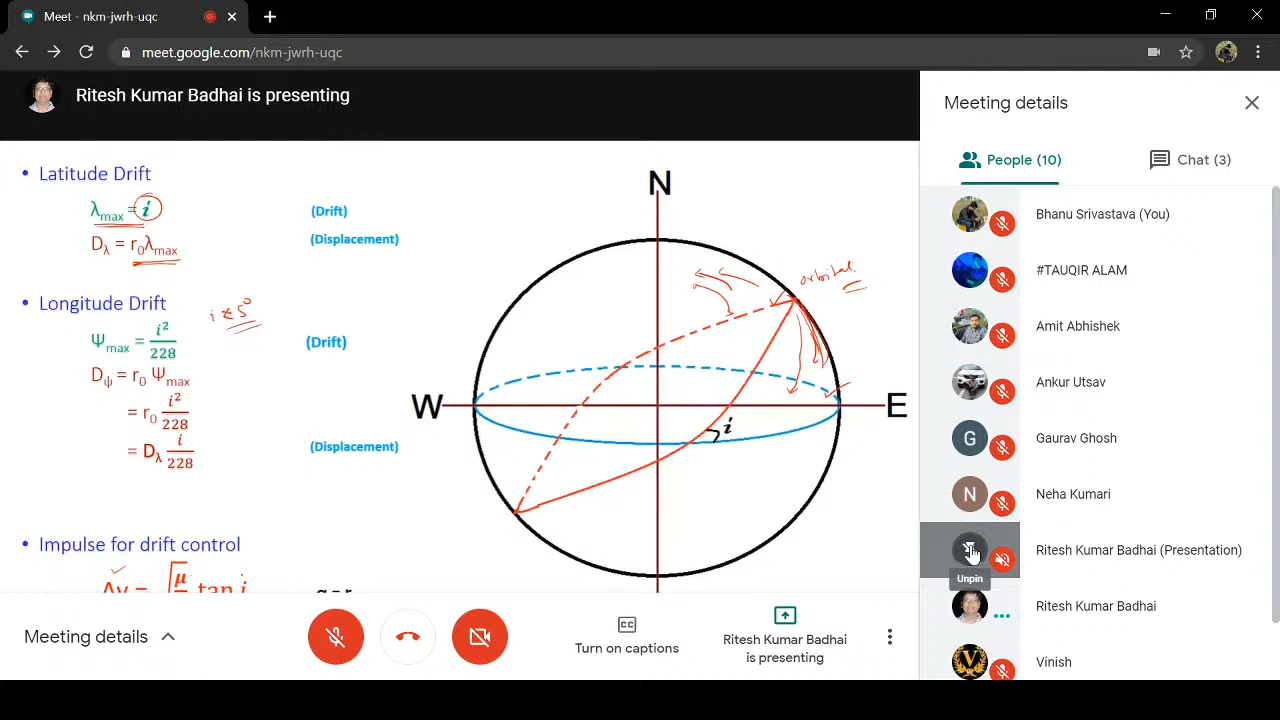 Meet - nkm-jwrh-uqc
meet.google.com/nkm-jwrh-uqc
Ritesh Kumar Badhai is presenting
• Latitude Drift
λmax = i (Drift)
Dλ = r0λmax (Displacement)
• Longitude Drift
i ≮ 5°
Ψmax = i²/228 (Drift)
Dψ = r0 Ψmax
= r0 i²/228
= Dλ i/228 (Displacement)
• Impulse for drift control
N
orbital
W
E
i
Meeting details
People (10)
Chat (3)
Bhanu Srivastava (You)
#TAUQIR ALAM
Amit Abhishek
Ankur Utsav
G
Gaurav Ghosh
N
Neha Kumari
Ritesh Kumar Badhai (Presentation)
Unpin
Ritesh Kumar Badhai
V
Vinish
Meeting details
CC
Turn on captions
Ritesh Kumar Badhai
is presenting